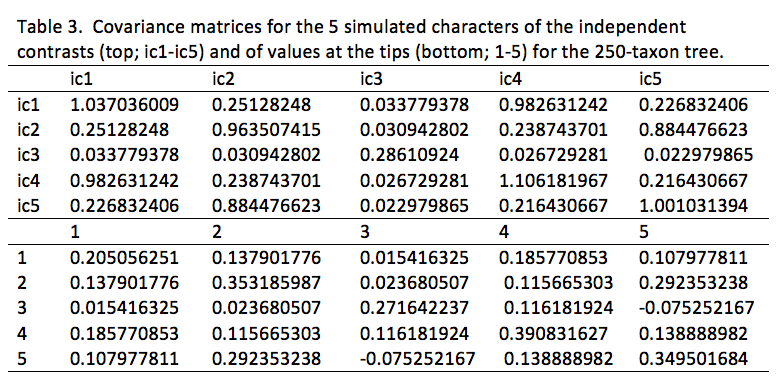 Table 3.  Covariance matrices for the 5 simulated characters of the independent
contrasts (top; ic1-ic5) and of values at the tips (bottom; 1-5) for the 250-taxon tree.
ic1 ic2 ic3 ic4 ic5
ic1 1.037036009 0.25128248 0.033779378 0.982631242 0.226832406
ic2 0.25128248 0.963507415 0.030942802 0.238743701 0.884476623
ic3 0.033779378 0.030942802 0.28610924 0.026729281 0.022979865
ic4 0.982631242 0.238743701 0.026729281 1.106181967 0.216430667
ic5 0.226832406 0.884476623 0.022979865 0.216430667 1.001031394
1 2 3 4 5
1 0.205056251 0.137901776 0.015416325 0.185770853 0.107977811
2 0.137901776 0.353185987 0.023680507 0.115665303 0.292353238
3 0.015416325 0.023680507 0.271642237 0.116181924 -0.075252167
4 0.185770853 0.115665303 0.116181924 0.390831627 0.138888982
5 0.107977811 0.292353238 -0.075252167 0.138888982 0.349501684